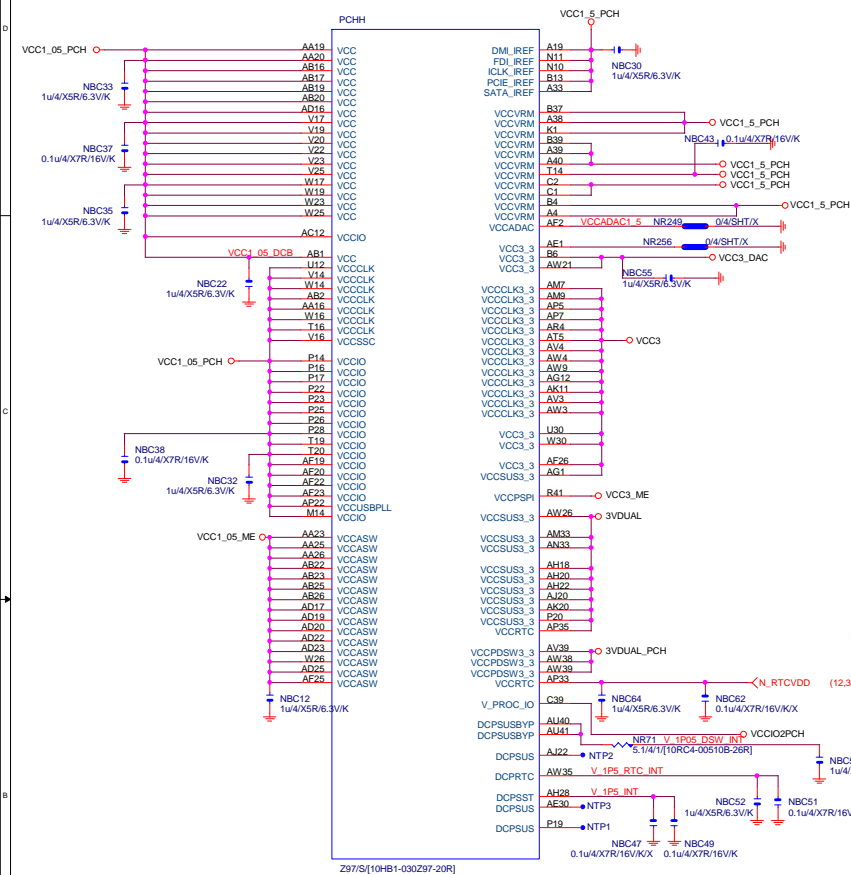 VCC1_5_PCH
PCHH
D
VCC1_05_PCH
AA19 VCC
AA20 VCC
AB16 VCC
AB17 VCC
AB19 VCC
AB20 VCC
AD16 VCC
V17 VCC
V19 VCC
V20 VCC
V22 VCC
V23 VCC
V25 VCC
W17 VCC
W19 VCC
W23 VCC
W25 VCC
AC12 VCCIO
VCC1_05_DCB AB1 VCC
U12 VCCCLK
V14 VCCCLK
W14 VCCCLK
AB2 VCCCLK
AA16 VCCCLK
W16 VCCCLK
T16 VCCCLK
V16 VCCSSC
VCC1_05_PCH
P14 VCCIO
P16 VCCIO
P17 VCCIO
P22 VCCIO
P23 VCCIO
P25 VCCIO
P26 VCCIO
P28 VCCIO
T19 VCCIO
T20 VCCIO
AF19 VCCIO
AF20 VCCIO
AF22 VCCIO
AF23 VCCIO
AP22 VCCUSBPLL
M14 VCCIO
VCC1_05_ME
AA23 VCCASW
AA25 VCCASW
AA26 VCCASW
AB22 VCCASW
AB23 VCCASW
AB25 VCCASW
AB26 VCCASW
AD17 VCCASW
AD19 VCCASW
AD20 VCCASW
AD22 VCCASW
AD23 VCCASW
W26 VCCASW
AD25 VCCASW
AF25 VCCASW
NBC33
1u/4/X5R/6.3V/K
NBC37
0.1u/4/X7R/16V/K
NBC35
1u/4/X5R/6.3V/K
NBC22
1u/4/X5R/6.3V/K
C
NBC38
0.1u/4/X7R/16V/K
NBC32
1u/4/X5R/6.3V/K
NBC12
1u/4/X5R/6.3V/K
B
DMI_IREF A19
FDI_IREF N11
ICLK_IREF N10
PCIE_IREF B13
SATA_IREF A33
NBC30
1u/4/X5R/6.3V/K
VCCVRM B37
VCCVRM A38
VCCVRM K1
VCCVRM B39
VCCVRM A39
VCCVRM A40
VCCVRM T14
VCCVRM C2
VCCVRM C1
VCCVRM B4
VCCVRM A4
VCC1_5_PCH
NBC43 0.1u/4/X7R/16V/K
VCC1_5_PCH
VCC1_5_PCH
VCC1_5_PCH
VCC1_5_PCH
VCCADAC AF2 VCCADAC1_5 NR249 0/4/SHT/X
VCC3_3 AE1 NR256 0/4/SHT/X
VCC3_3 B6 VCC3_DAC
VCC3_3 AW21
NBC55
1u/4/X5R/6.3V/K
VCCCLK3_3 AM7
VCCCLK3_3 AM9
VCCCLK3_3 AP5
VCCCLK3_3 AP7
VCCCLK3_3 AR4
VCCCLK3_3 AT5 VCC3
VCCCLK3_3 AV4
VCCCLK3_3 AW4
VCCCLK3_3 AW9
VCCCLK3_3 AG12
VCCCLK3_3 AK11
VCCCLK3_3 AV3
VCCCLK3_3 AW3
VCC3_3 U30
VCC3_3 W30
VCC3_3 AF26
VCCSUS3_3 AG1
VCCPSPI R41 VCC3_ME
VCCSUS3_3 AW26 3VDUAL
VCCSUS3_3 AM33
VCCSUS3_3 AN33
VCCSUS3_3 AH18
VCCSUS3_3 AH20
VCCSUS3_3 AH22
VCCSUS3_3 AJ20
VCCSUS3_3 AK20
VCCSUS3_3 P20
VCCRTC AP35
VCCPDSW3_3 AV39 3VDUAL_PCH
VCCPDSW3_3 AW38
VCCPDSW3_3 AW39
VCCRTC AP33 N_RTCVDD (12,3
NBC64
1u/4/X5R/6.3V/K
NBC62
0.1u/4/X7R/16V/K/X
V_PROC_IO C39 VCCIO2PCH
DCPSUSBYP AU40
DCPSUSBYP AU41
NR71 V_1P05_DSW_INT
5.1/4/1/[10RC4-00510B-26R]
DCPSUS AJ22 NTP2
DCPRTC AW35 V_1P5_RTC_INT
DCPSST AH28 V_1P5_INT
DCPSUS AE30 NTP3
DCPSUS P19 NTP1
1u/4/
NBC52
1u/4/X5R/6.3V/K
NBC51
0.1u/4/X7R/16V
NBC47
0.1u/4/X7R/16V/K/X
NBC49
0.1u/4/X7R/16V/K
Z97/S/[10HB1-030Z97-20R]